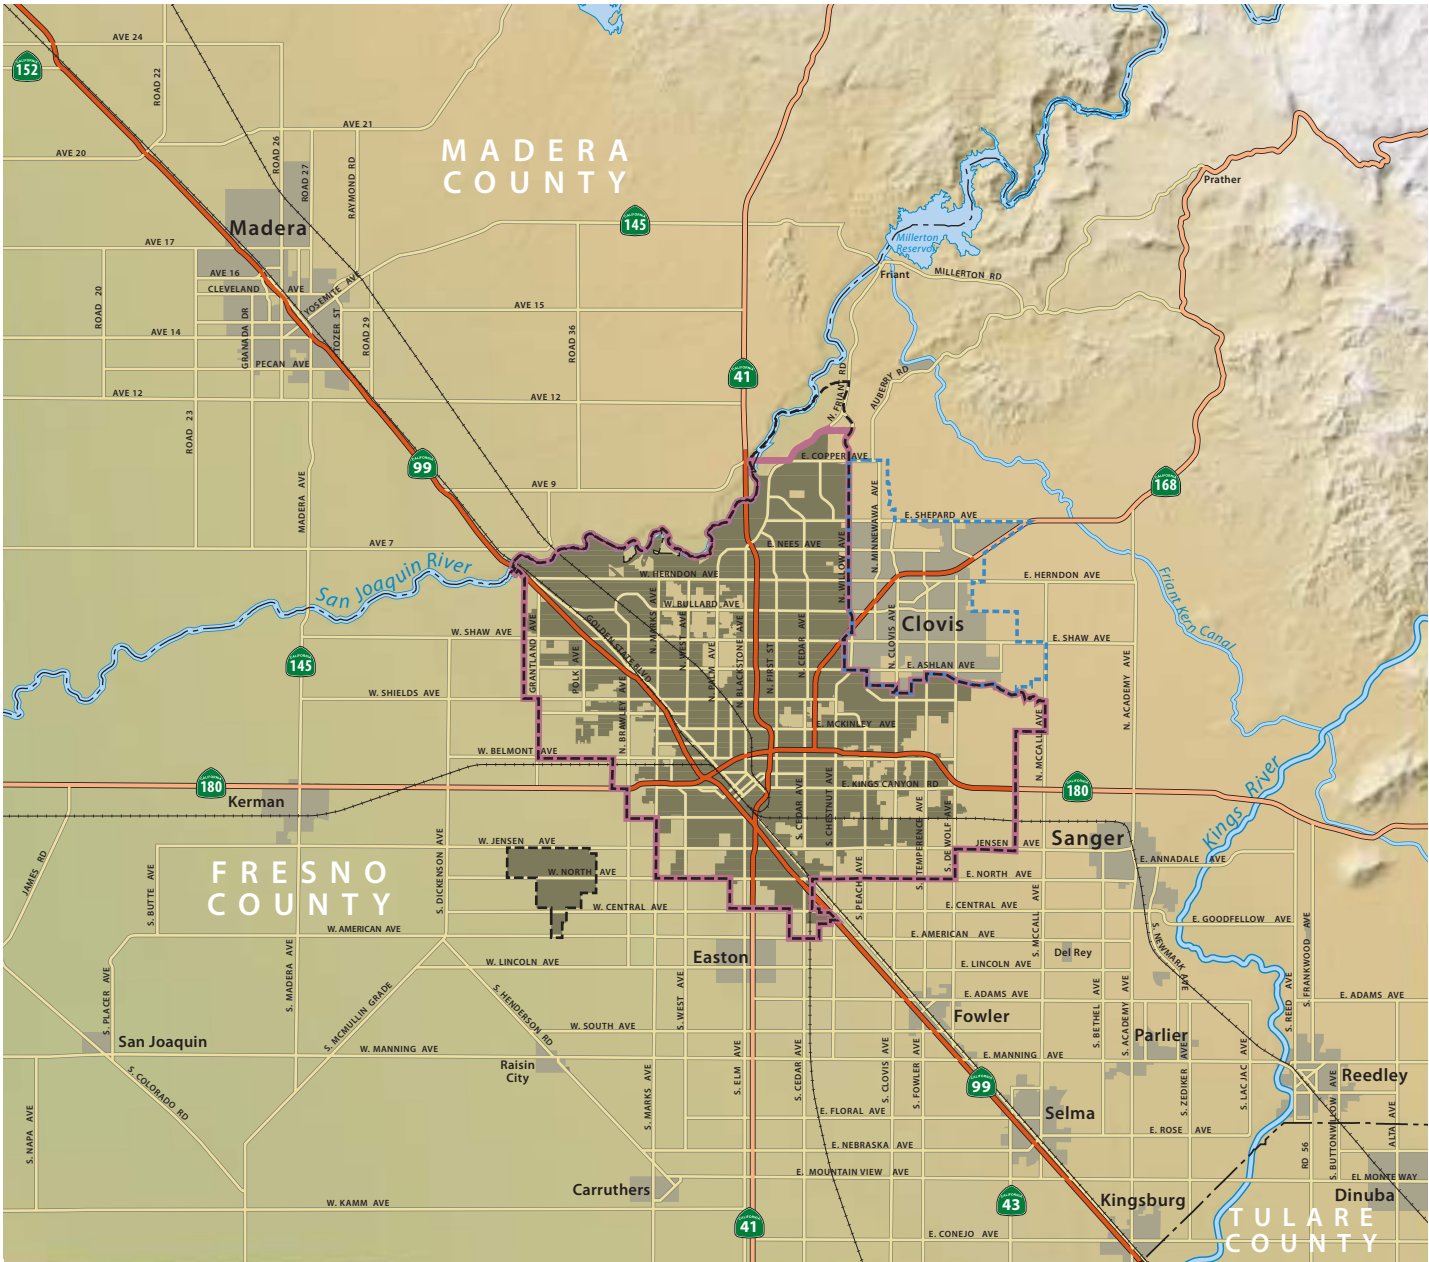 AVE 24
CALIFORNIA
152
ROAD 22
AVE 21
AVE 20
ROAD 26
ROAD 27
RAYMOND RD
MADERA
COUNTY
Prather
Madera
CALIFORNIA
145
AVE 17
Millerton
Reservoir
Friant
MILLERTON RD
AVE 16
CLEVELAND AVE
YOSEMITE AVE
ROAD 20
GRANADA DR
TOZER ST
ROAD 29
AVE 15
ROAD 36
AVE 14
PECAN AVE
CALIFORNIA
41
N. FRIANT RD
AUBERRY RD
AVE 12
AVE 12
ROAD 23
CALIFORNIA
99
E. COPPER AVE
CALIFORNIA
168
MADERA AVE
AVE 9
N. MINNEWAWA AVE
E. SHEPARD AVE
AVE 7
E. NEES AVE
N. WILLOW AVE
San Joaquin River
W. HERNDON AVE
E. HERNDON AVE
Friant Kern Canal
W. BULLARD AVE
GRANTLAND AVE
GOLDEN STATE BLVD
N. MARKS AVE
N. WEST AVE
N. PALM AVE
N. BLACKSTONE AVE
N. FIRST ST
N. CEDAR AVE
N. CLOVIS AVE
Clovis
W. SHAW AVE
E. SHAW AVE
CALIFORNIA
145
POLK AVE
E. ASHLAN AVE
W. SHIELDS AVE
N. BRAWLEY AVE
N. ACADEMY AVE
E. MCKINLEY AVE
N. MCCALL AVE
W. BELMONT AVE
CALIFORNIA
180
E. KINGS CANYON RD
CALIFORNIA
180
Kings River
Kerman
S. CEDAR AVE
S. CHESTNUT AVE
S. TEMPERENCE AVE
S. DE WOLF AVE
Sanger
W. JENSEN AVE
JENSEN AVE
S. DICKENSON AVE
JAMES RD
FRESNO
COUNTY
E. ANNADALE AVE
W. NORTH AVE
E. NORTH AVE
S. BUTTE AVE
S. PEACH AVE
S. MCCALL AVE
W. CENTRAL AVE
E. CENTRAL AVE
E. GOODFELLOW AVE
W. AMERICAN AVE
E. AMERICAN AVE
S. NEWMARK AVE
S. FRANKWOOD AVE
Easton
Del Rey
W. LINCOLN AVE
E. LINCOLN AVE
S. PLACER AVE
S. MADERA AVE
S. MCMULLIN GRADE
S. HENDERSON RD
S. WEST AVE
E. ADAMS AVE
S. BETHEL AVE
S. ACADEMY AVE
S. REED AVE
E. ADAMS AVE
Fowler
W. SOUTH AVE
San Joaquin
Parlier
W. MANNING AVE
E. MANNING AVE
Raisin
City
S. COLORADO RD
S. MARKS AVE
S. ELM AVE
S. CEDAR AVE
S. CLOVIS AVE
S. FOWLER AVE
CALIFORNIA
99
S. ZEDIKER AVE
S. LAC JAC AVE
Reedley
S. NAPA AVE
E. FLORAL AVE
Selma
S. BUTTONWILLOW AVE
ALTA AVE
E. ROSE AVE
E. NEBRASKA AVE
RD 56
E. MOUNTAIN VIEW AVE
EL MONTE WAY
Carruthers
CALIFORNIA
43
Kingsburg
Dinuba
W. KAMM AVE
CALIFORNIA
41
TULARE
COUNTY
E. CONEJO AVE